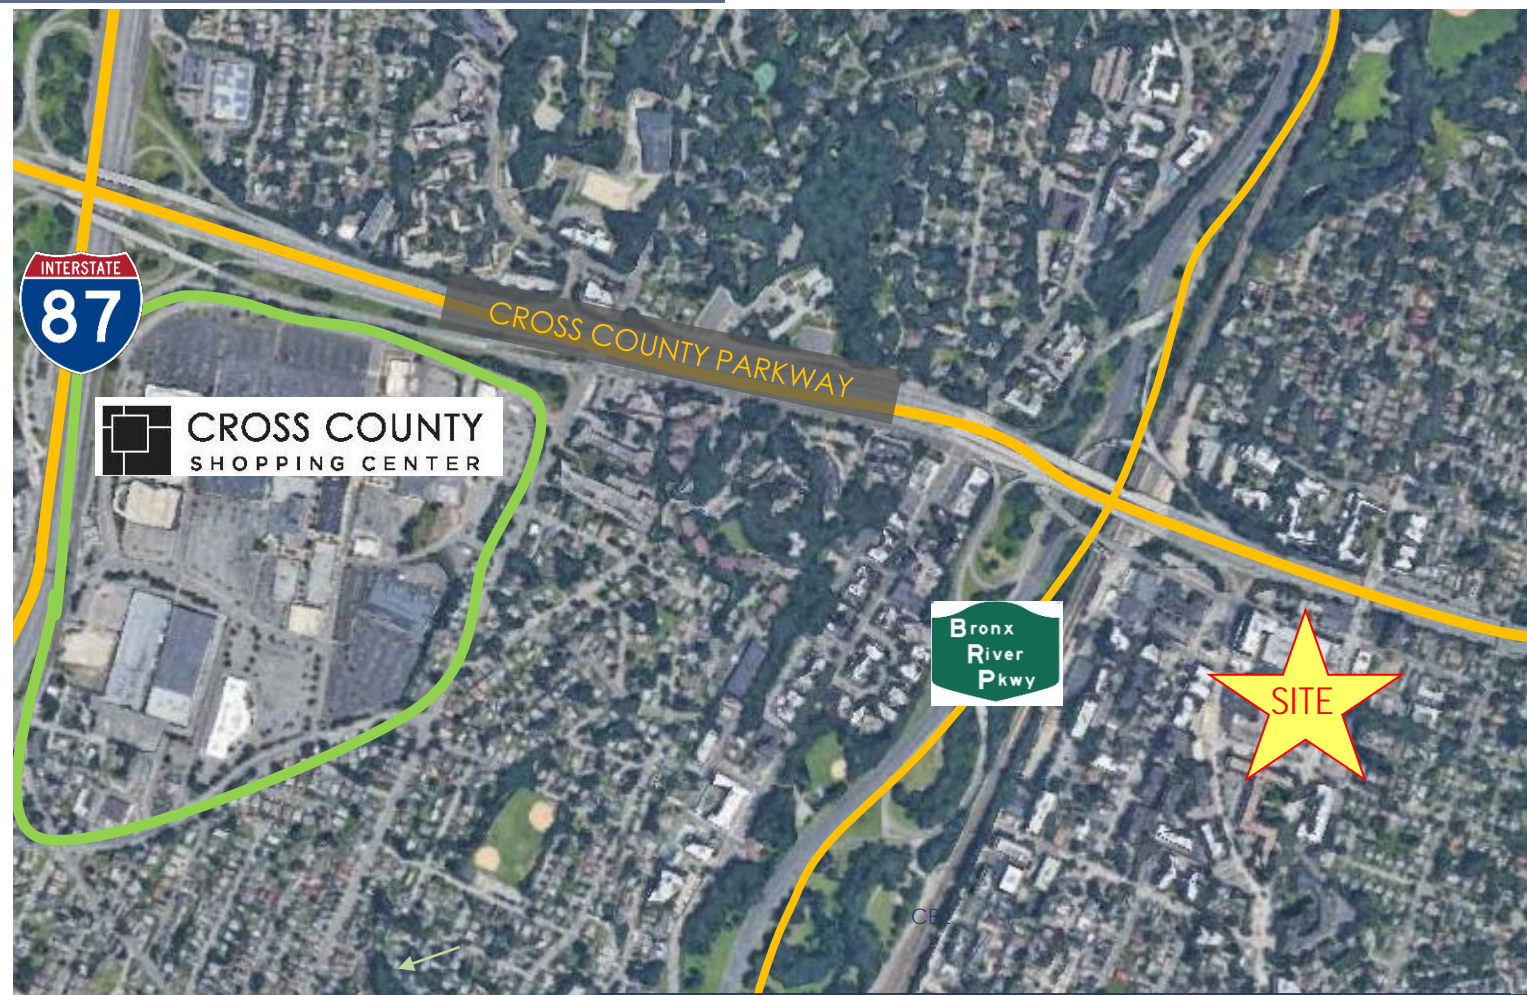 INTERSTATE
87
CROSS COUNTY PARKWAY
CROSS COUNTY
SHOPPING CENTER
Bronx
River
Pkwy
SITE